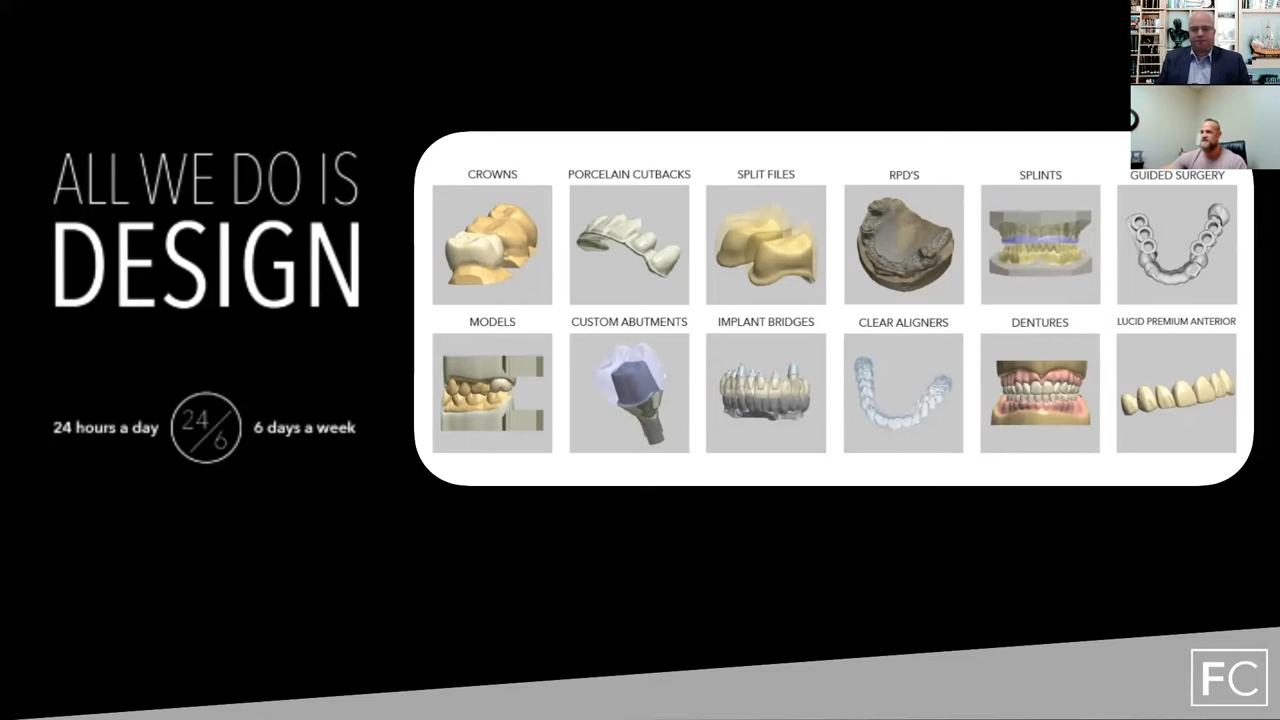 ALL WE DO IS
DESIGN
24 hours a day
24/6
6 days a week
CROWNS
PORCELAIN CUTBACKS
SPLIT FILES
RPD'S
SPLINTS
GUIDED SURGERY
MODELS
CUSTOM ABUTMENTS
IMPLANT BRIDGES
CLEAR ALIGNERS
DENTURES
LUCID PREMIUM ANTERIOR
FC